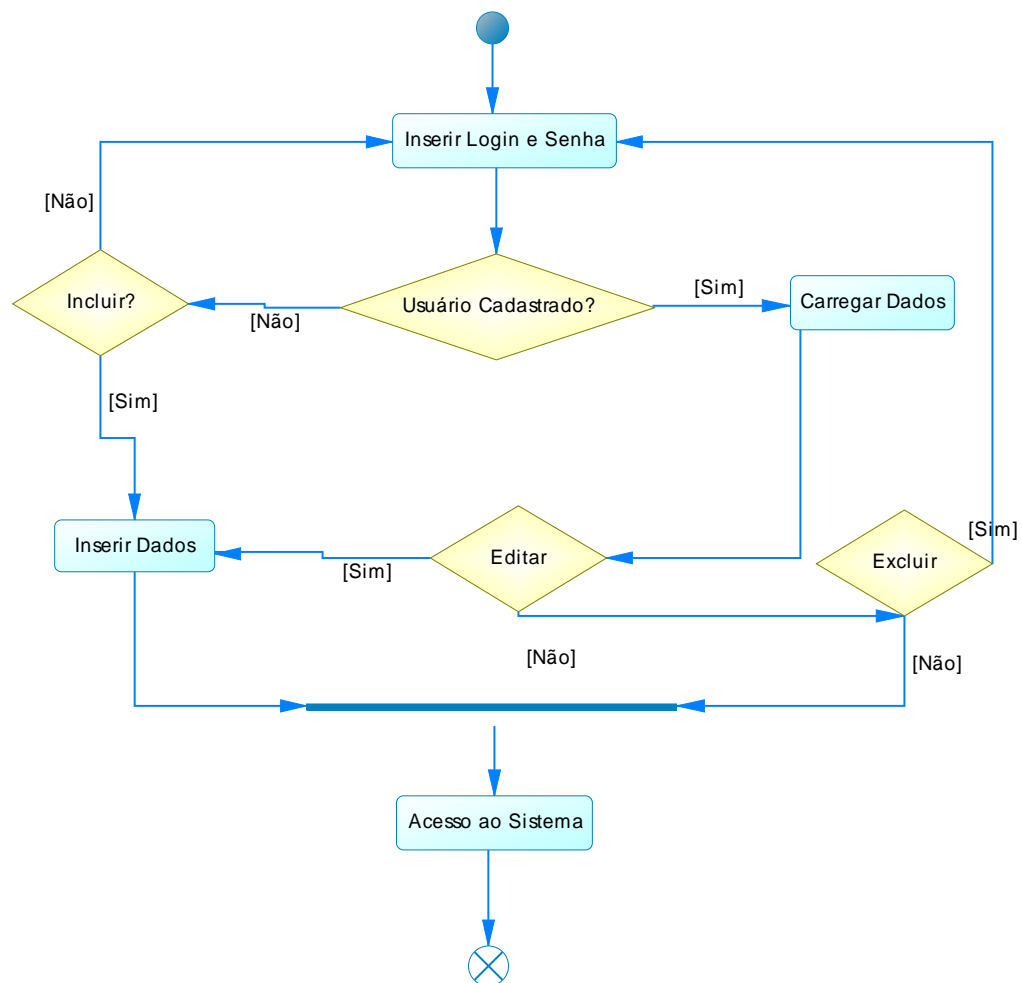 Inserir Login e Senha
[Não]
Incluir?
Usuário Cadastrado?
[Sim]
Carregar Dados
[Não]
[Sim]
Inserir Dados
Editar
[Sim]
Excluir
[Sim]
[Não]
[Não]
Acesso ao Sistema